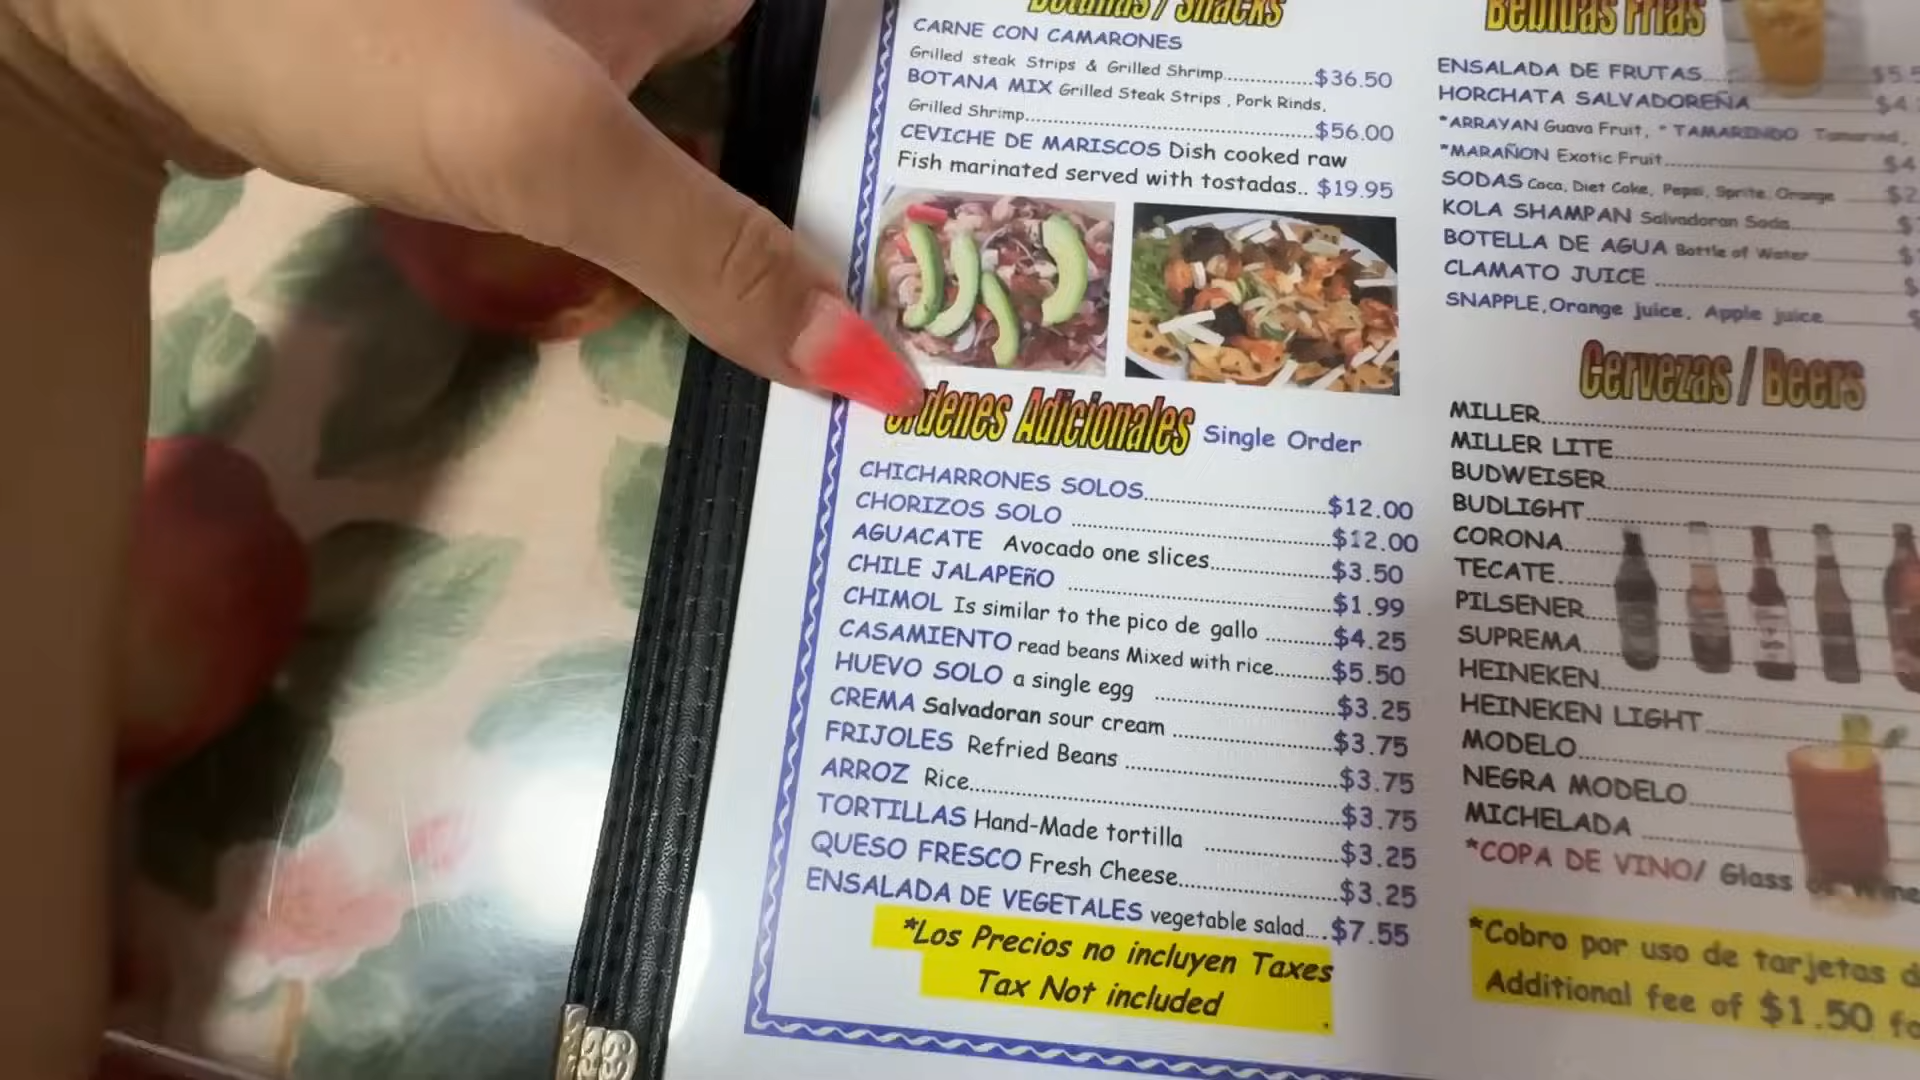 Botanas / Snacks
CARNE CON CAMARONES
Grilled steak Strips & Grilled Shrimp..............$36.50
BOTANA MIX Grilled Steak Strips , Pork Rinds,
Grilled Shrimp..............$56.00
CEVICHE DE MARISCOS Dish cooked raw
Fish marinated served with tostadas.. $19.95
Ordenes Adicionales Single Order
CHICHARRONES SOLOS..............$12.00
CHORIZOS SOLO ..............$12.00
AGUACATE Avocado one slices..............$3.50
CHILE JALAPEñO ..............$1.99
CHIMOL Is similar to the pico de gallo ..............$4.25
CASAMIENTO read beans Mixed with rice........$5.50
HUEVO SOLO a single egg ..............$3.25
CREMA Salvadoran sour cream ..............$3.75
FRIJOLES Refried Beans ..............$3.75
ARROZ Rice..............$3.75
TORTILLAS Hand-Made tortilla ..............$3.25
QUESO FRESCO Fresh Cheese..............$3.25
ENSALADA DE VEGETALES vegetable salad....$7.55
*Los Precios no incluyen Taxes
Tax Not included
Bebidas Frias
ENSALADA DE FRUTAS
HORCHATA SALVADOREÑA
*ARRAYAN Guava Fruit, * TAMARINDO Tamarind,
*MARAÑON Exotic Fruit
SODAS Coca, Diet Coke, Pepsi, Sprite, Orange
KOLA SHAMPAN Salvadoran Soda
BOTELLA DE AGUA Bottle of Water
CLAMATO JUICE
SNAPPLE,Orange juice, Apple juice
Cervezas / Beers
MILLER
MILLER LITE
BUDWEISER
BUDLIGHT
CORONA
TECATE
PILSENER
SUPREMA
HEINEKEN
HEINEKEN LIGHT
MODELO
NEGRA MODELO
MICHELADA
*COPA DE VINO/ Glass of Wine
*Cobro por uso de tarjetas
Additional fee of $1.50